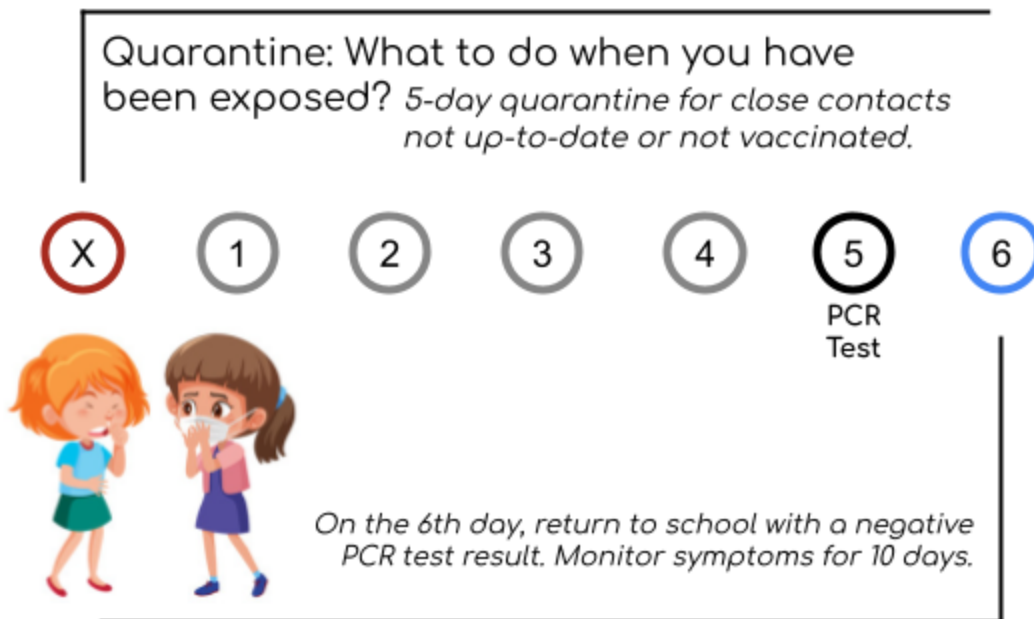 Quarantine: What to do when you have
been exposed? 5-day quarantine for close contacts
not up-to-date or not vaccinated.
X 1 2 3 4 5 6
PCR
Test
On the 6th day, return to school with a negative
PCR test result. Monitor symptoms for 10 days.